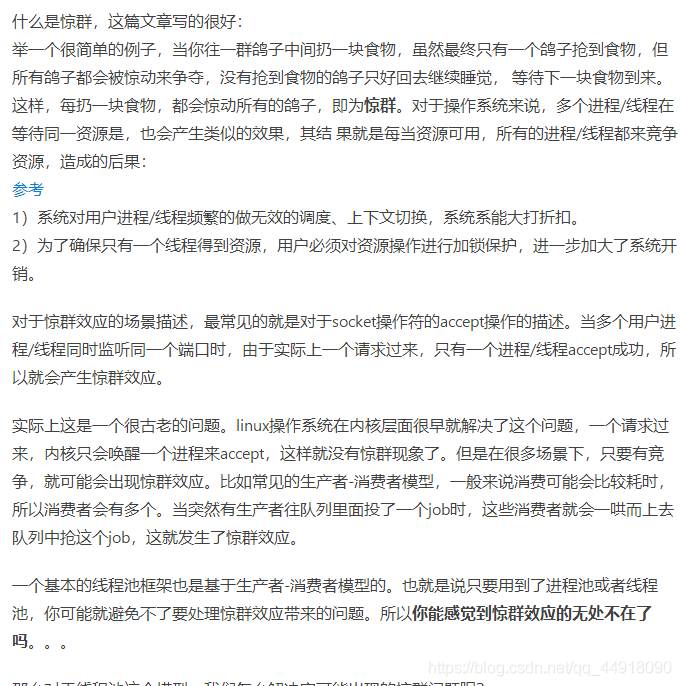 什么是惊群，这篇文章写的很好：
举一个很简单的例子，当你往一群鸽子中间扔一块食物，虽然最终只有一个鸽子抢到食物，但
所有鸽子都会被惊动来争夺，没有抢到食物的鸽子只好回去继续睡觉， 等待下一块食物到来。
这样，每扔一块食物，都会惊动所有的鸽子，即为惊群。对于操作系统来说，多个进程/线程在
等待同一资源是，也会产生类似的效果，其结 果就是每当资源可用，所有的进程/线程都来竞争
资源，造成的后果：
参考
1）系统对用户进程/线程频繁的做无效的调度、上下文切换，系统系能大打折扣。
2）为了确保只有一个线程得到资源，用户必须对资源操作进行加锁保护，进一步加大了系统开
销。
对于惊群效应的场景描述，最常见的就是对于socket操作符的accept操作的描述。当多个用户进
程/线程同时监听同一个端口时，由于实际上一个请求过来，只有一个进程/线程accept成功，所
以就会产生惊群效应。
实际上这是一个很古老的问题。linux操作系统在内核层面很早就解决了这个问题，一个请求过
来，内核只会唤醒一个进程来accept，这样就没有惊群现象了。但是在很多场景下，只要有竞
争，就可能会出现惊群效应。比如常见的生产者-消费者模型，一般来说消费可能会比较耗时，
所以消费者会有多个。当突然有生产者往队列里面投了一个job时，这些消费者就会一哄而上去
队列中抢这个job，这就发生了惊群效应。
一个基本的线程池框架也是基于生产者-消费者模型的。也就是说只要用到了进程池或者线程
池，你可能就避免不了要处理惊群效应带来的问题。所以你能感觉到惊群效应的无处不在了
吗。。。
https://blog.csdn.net/qq_44918090